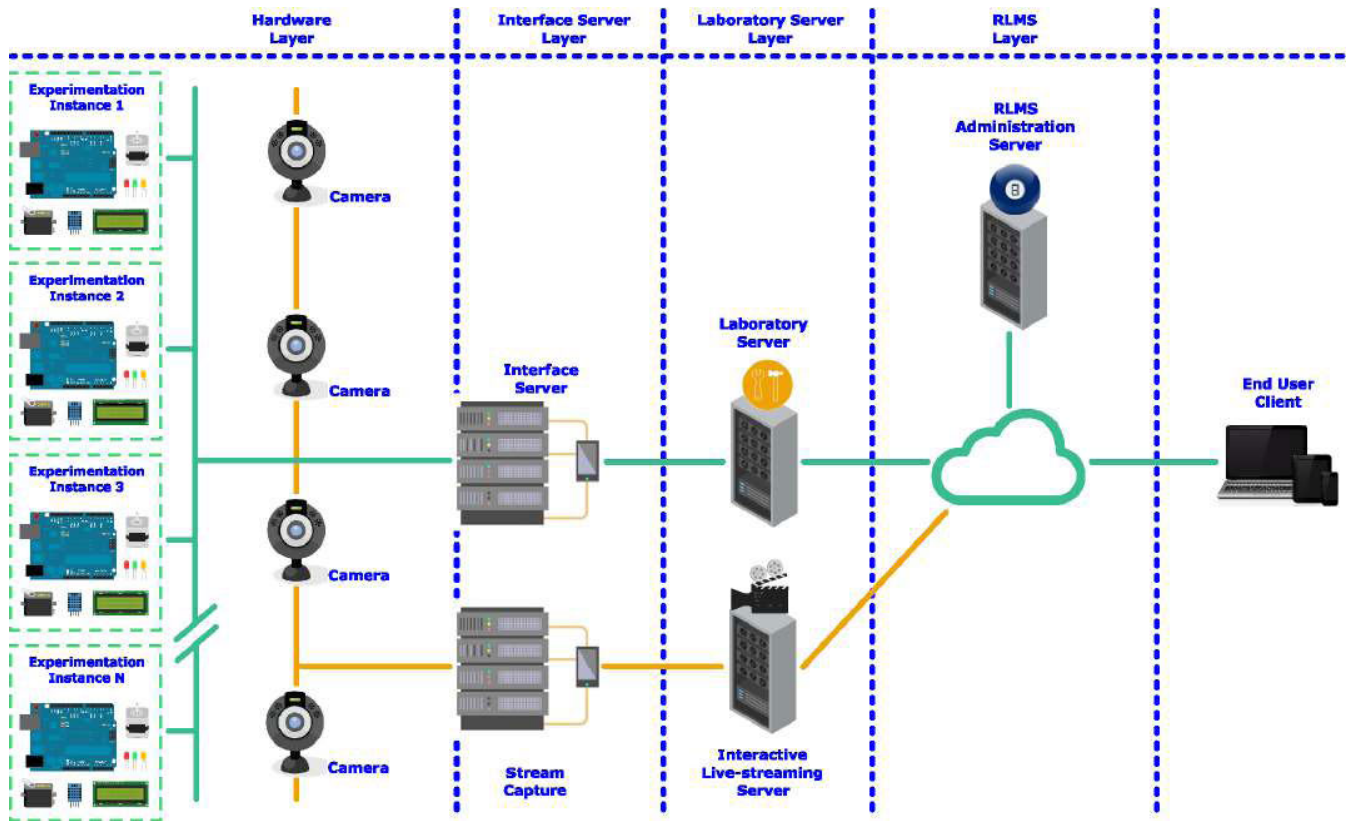 Hardware
Layer
Interface Server
Layer
Laboratory Server
Layer
RLMS
Layer
Experimentation
Instance 1
Camera
RLMS
Administration
Server
8
Experimentation
Instance 2
Camera
Laboratory
Server
Interface
Server
End User
Client
Experimentation
Instance 3
Camera
Experimentation
Instance N
Camera
Stream
Capture
Interactive
Live-streaming
Server